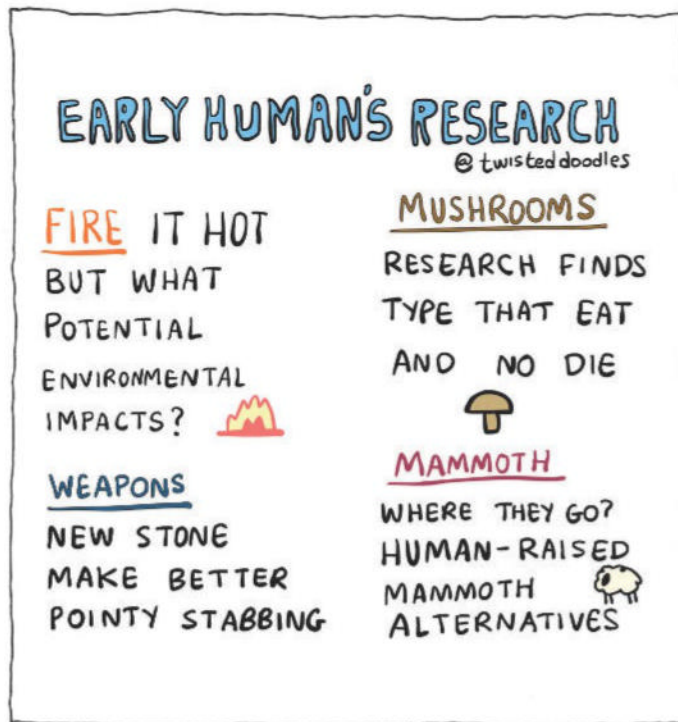 EARLY HUMAN'S RESEARCH
@twisteddoodles
FIRE IT HOT
BUT WHAT
POTENTIAL
ENVIRONMENTAL
IMPACTS?
WEAPONS
NEW STONE
MAKE BETTER
POINTY STABBING
MUSHROOMS
RESEARCH FINDS
TYPE THAT EAT
AND NO DIE
MAMMOTH
WHERE THEY GO?
HUMAN-RAISED
MAMMOTH
ALTERNATIVES